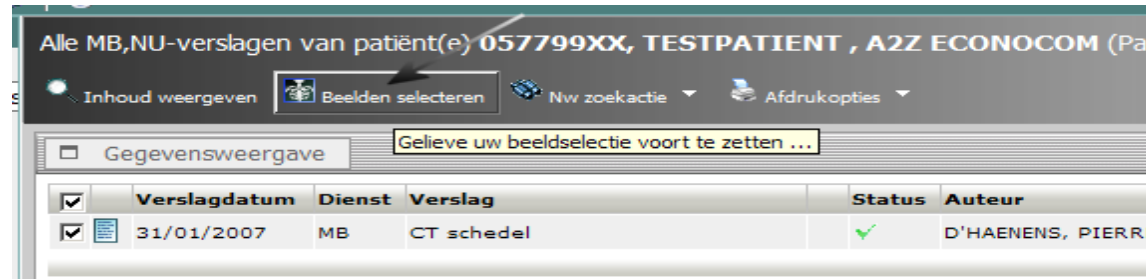 Alle MB,NU-verslagen van patiënt(e) 057799XX, TESTPATIENT , A2Z ECONOCOM (Pa
Inhoud weergeven Beelden selecteren Nw zoekactie Afdrukopties
Gelieve uw beeldselectie voort te zetten ...
Gegevensweergave
Verslagdatum Dienst Verslag Status Auteur
31/01/2007 MB CT schedel D'HAENENS, PIERR